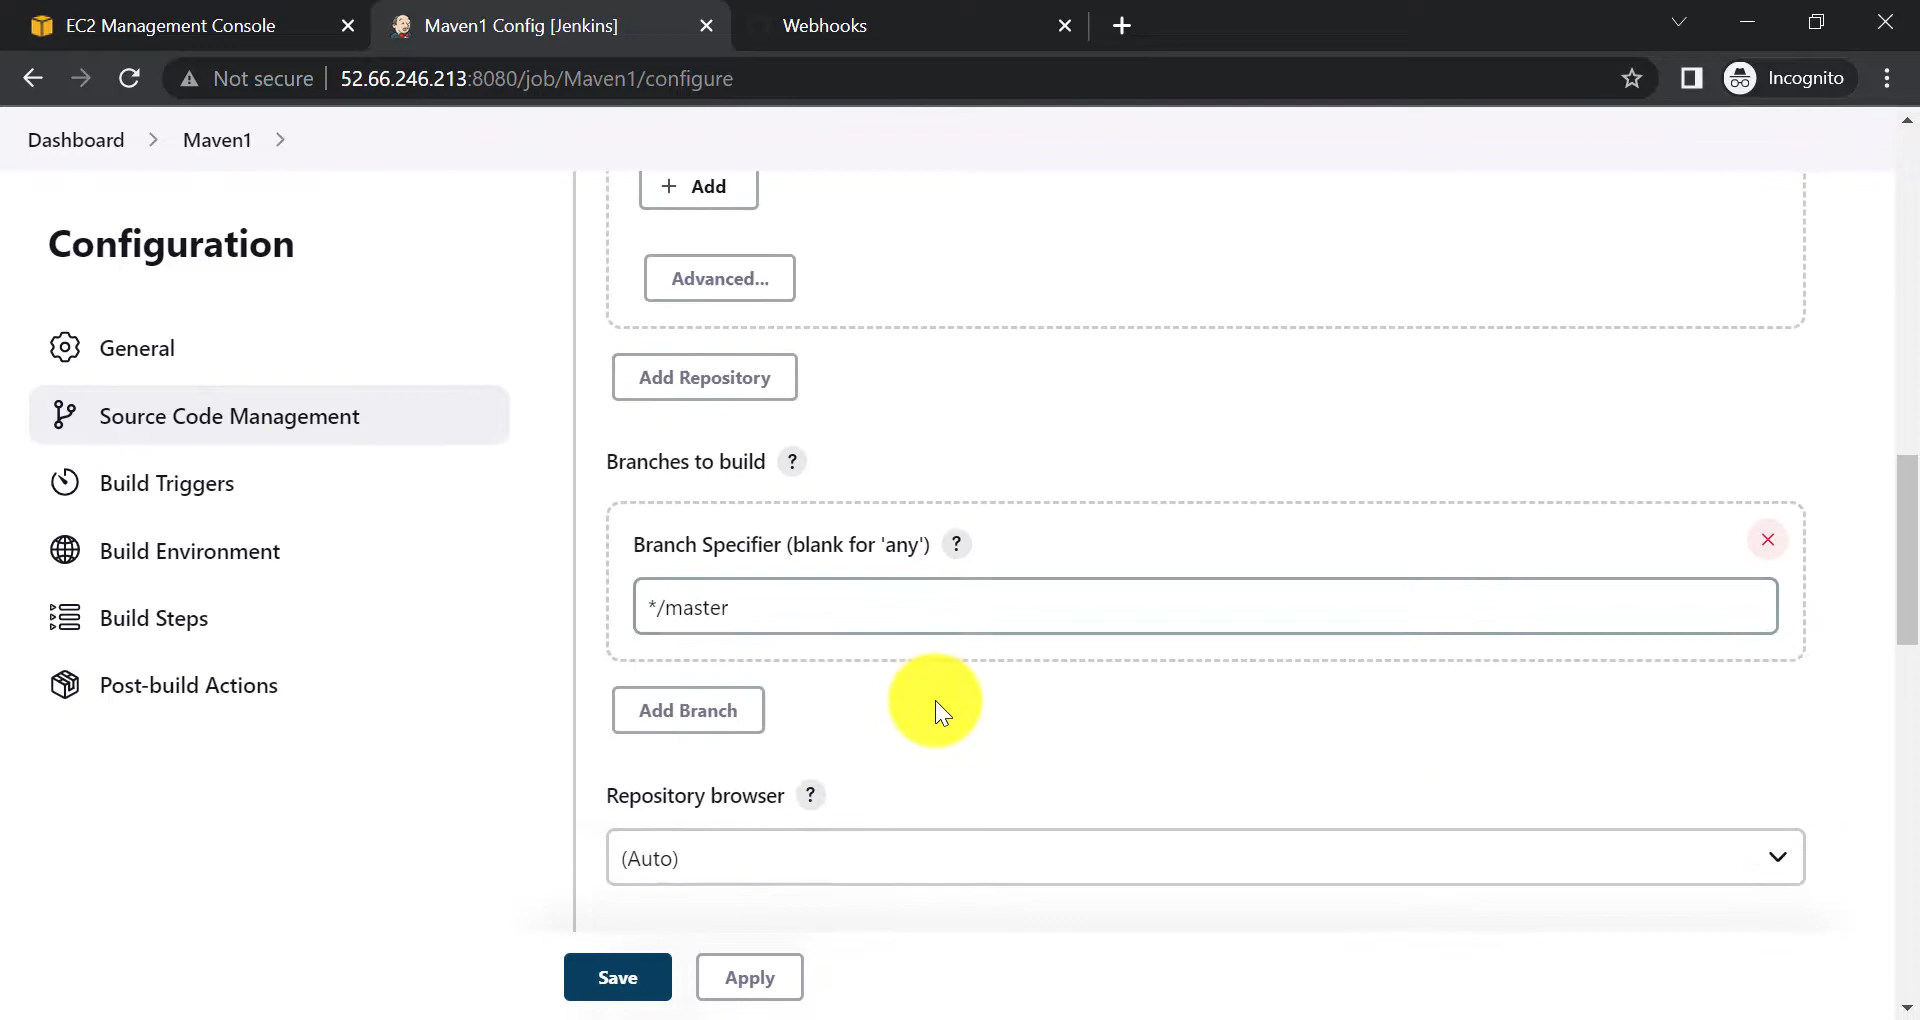 EC2 Management Console
Maven1 Config [Jenkins]
Webhooks
Not secure
52.66.246.213:8080/job/Maven1/configure
Incognito
Dashboard
Maven1
Configuration
+ Add
Advanced...
General
Add Repository
Source Code Management
Branches to build ?
Build Triggers
Branch Specifier (blank for 'any') ?
Build Environment
*/master
Build Steps
Post-build Actions
Add Branch
Repository browser ?
(Auto)
Save
Apply